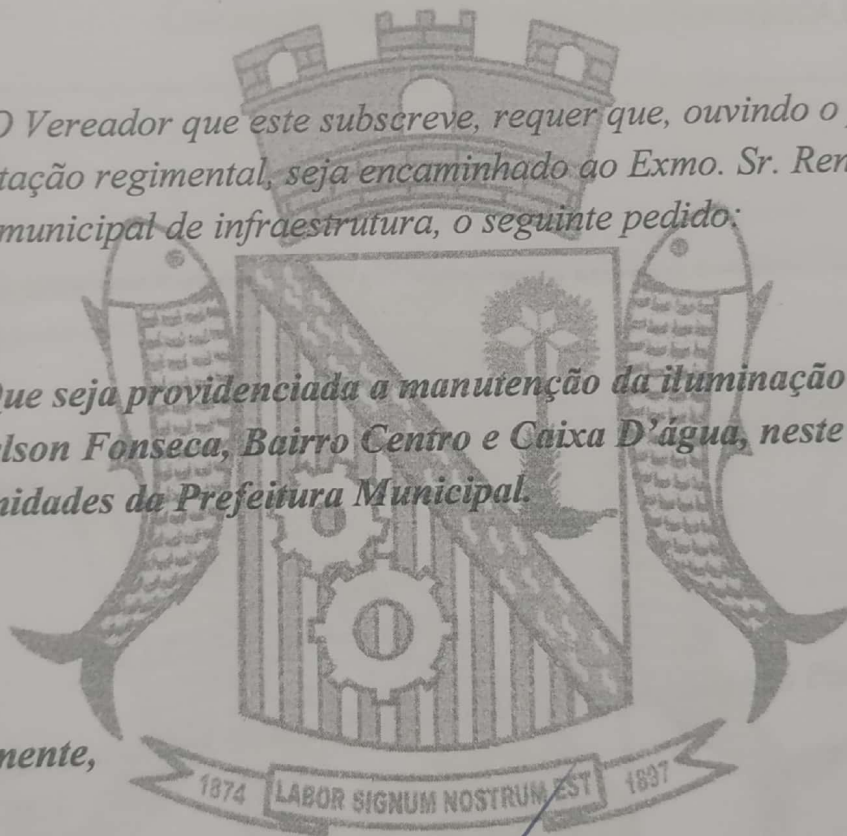 O Vereador que este subscreve, requer que, ouvindo o
tação regimental, seja encaminhado ao Exmo. Sr. Ren
municipal de infraestrutura, o seguinte pedido:
Que seja providenciada a manutenção da iluminação
elson Fonseca, Bairro Centro e Caixa D'água, neste
nidades da Prefeitura Municipal.
mente,
1874 LABOR SIGNUM NOSTRUM EST 1897